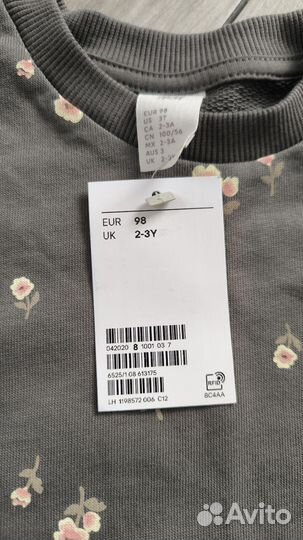 EUR 98
US 3T
CA 2-3A
CN 100/56
MX 2-3A
AUS 3
UK 2-3Y
EUR 98
UK 2-3Y
042020 8 1001 03 7
6525/1 08 613175
RFID
LH 1198572 006 C12
BC4AA
Avito